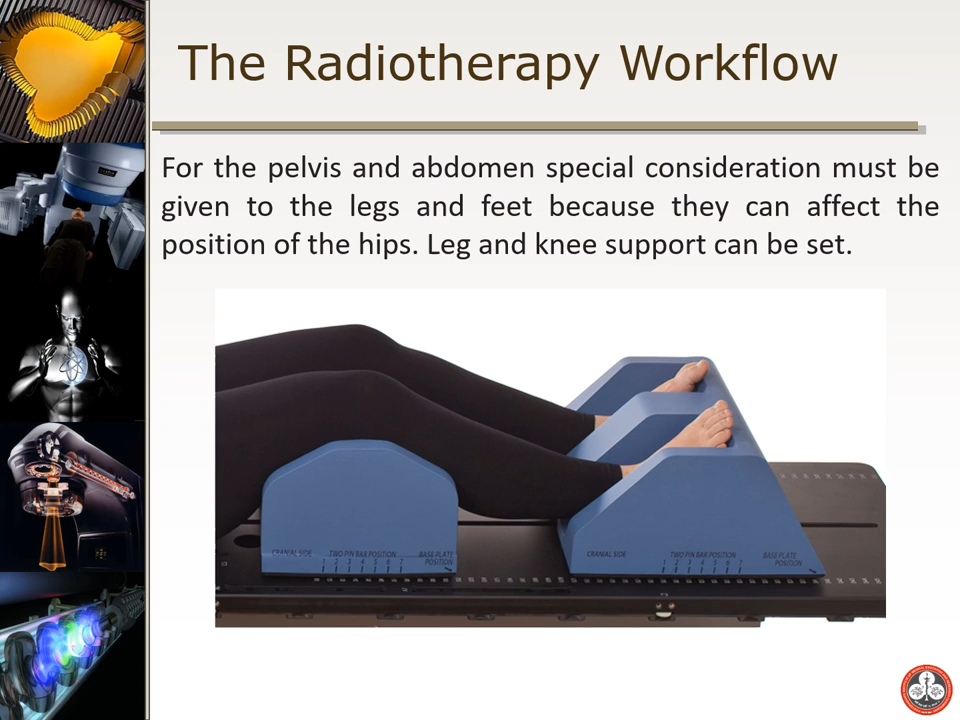 The Radiotherapy Workflow
For the pelvis and abdomen special consideration must be
given to the legs and feet because they can affect the
position of the hips. Leg and knee support can be set.
CRANIAL SIDE TWO PIN BAR POSITION BASE PLATE
1 2 3 4 5 6 7 POSITION
CRANIAL SIDE TWO PIN BAR POSITION BASE PLATE
1 2 3 4 5 6 7 POSITION